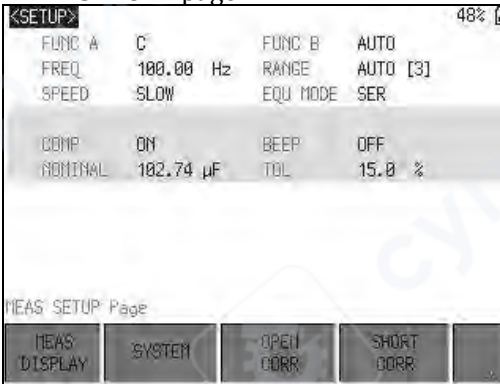 <SETUP> 48%
FUNC A C FUNC B AUTO
FREQ 100.00 Hz RANGE AUTO [3]
SPEED SLOW EQU MODE SER
COMP ON BEEP OFF
NOMINAL 102.74 μF TOL 15.0 %
MEAS SETUP Page
MEAS DISPLAY SYSTEM OPEN CORR SHORT CORR